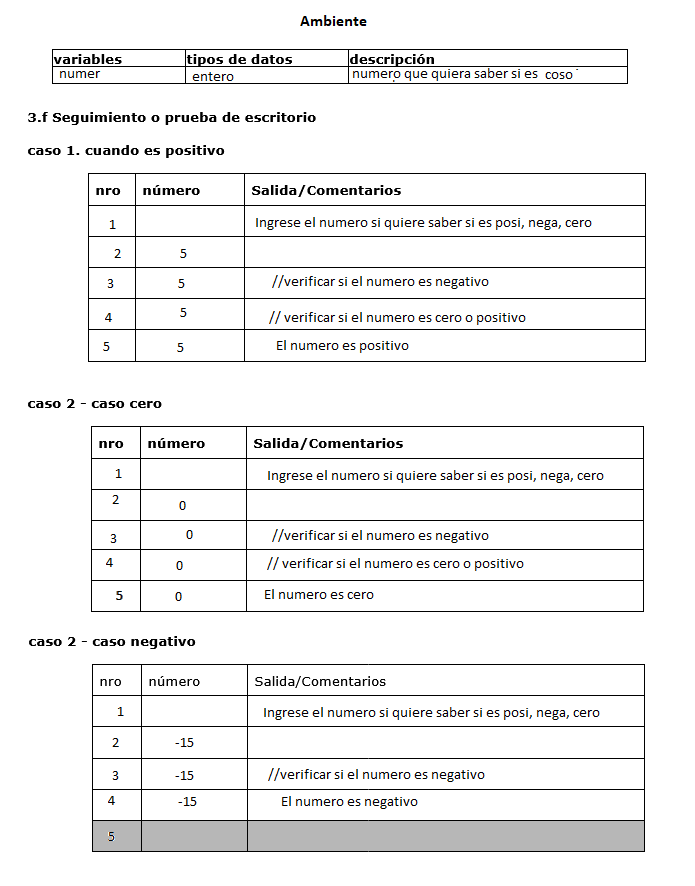 Ambiente
variables tipos de datos descripción
numer entero numero que quiera saber si es coso
3.f Seguimiento o prueba de escritorio
caso 1. cuando es positivo
nro número Salida/Comentarios
1 Ingrese el numero si quiere saber si es posi, nega, cero
2 5
3 5 //verificar si el numero es negativo
4 5 // verificar si el numero es cero o positivo
5 5 El numero es positivo
caso 2 - caso cero
nro número Salida/Comentarios
1 Ingrese el numero si quiere saber si es posi, nega, cero
2 0
3 0 //verificar si el numero es negativo
4 0 // verificar si el numero es cero o positivo
5 0 El numero es cero
caso 2 - caso negativo
nro número Salida/Comentarios
1 Ingrese el numero si quiere saber si es posi, nega, cero
2 -15
3 -15 //verificar si el numero es negativo
4 -15 El numero es negativo
5